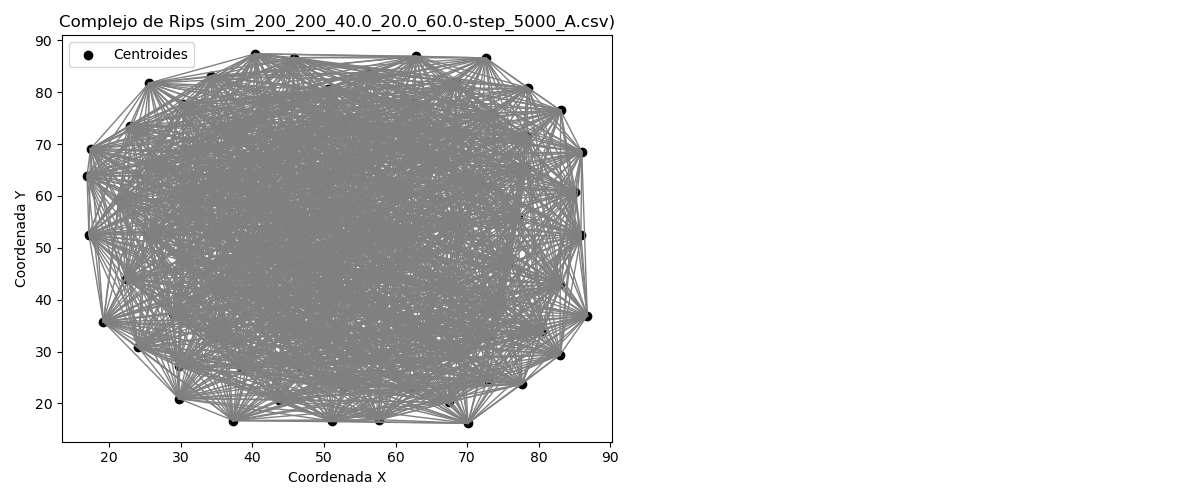 Complejo de Rips (sim_200_200_40.0_20.0_60.0-step_5000_A.csv)
Centroides
90
80
70
60
50
40
30
20
Coordenada Y
20 30 40 50 60 70 80 90
Coordenada X